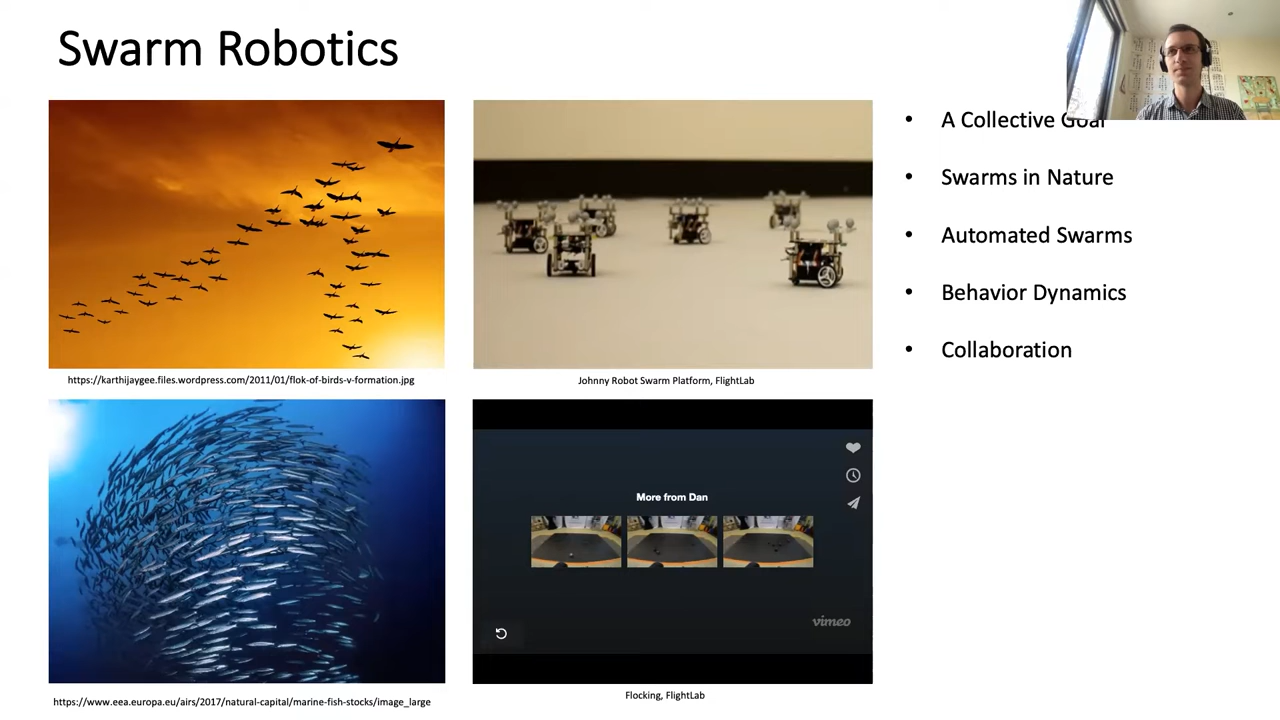 Swarm Robotics
https://karthijaygee.files.wordpress.com/2011/01/flok-of-birds-v-formation.jpg
Johnny Robot Swarm Platform, FlightLab
More from Dan
vimeo
https://www.eea.europa.eu/airs/2017/natural-capital/marine-fish-stocks/image_large
Flocking, FlightLab
• A Collective Goal
• Swarms in Nature
• Automated Swarms
• Behavior Dynamics
• Collaboration